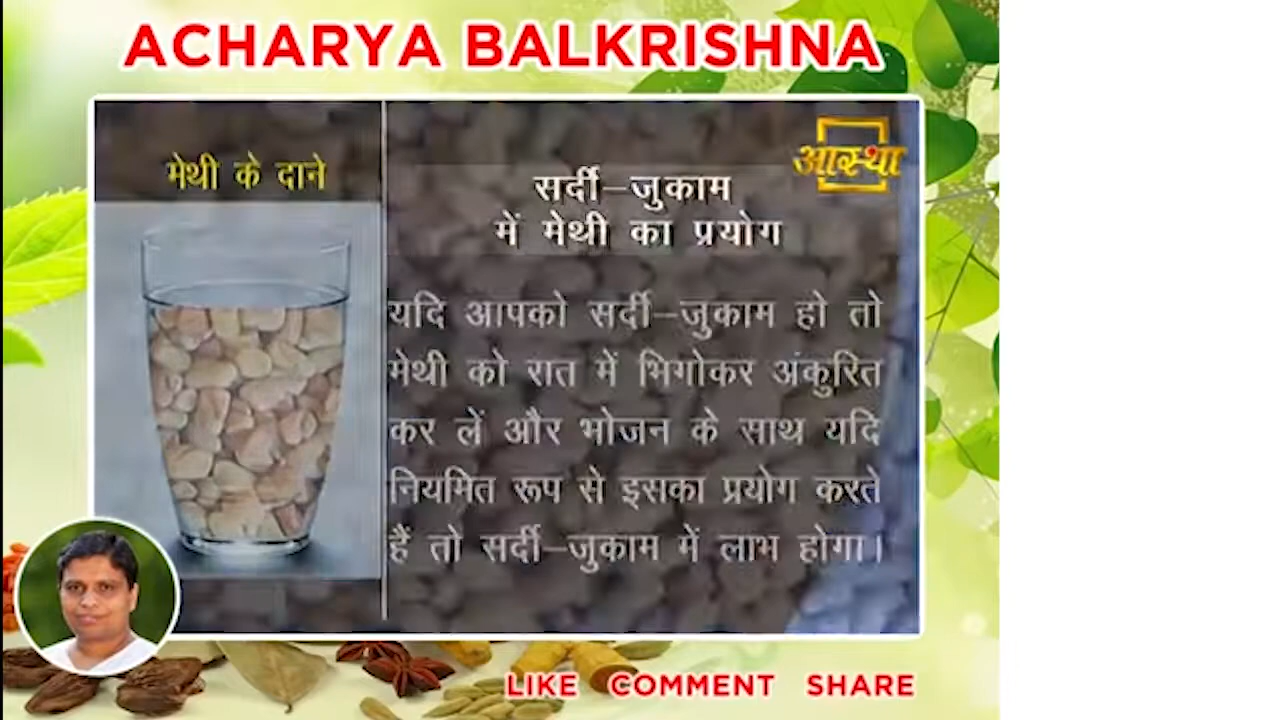 ACHARYA BALKRISHNA
आस्था
मेथी के दाने
सर्दी–जुकाम
में मेथी का प्रयोग
यदि आपको सर्दी–जुकाम हो तो
मेथी को रात में भिगोकर अंकुरित
कर लें और भोजन के साथ यदि
नियमित रूप से इसका प्रयोग करते
हैं तो सर्दी–जुकाम में लाभ होगा।
LIKE COMMENT SHARE